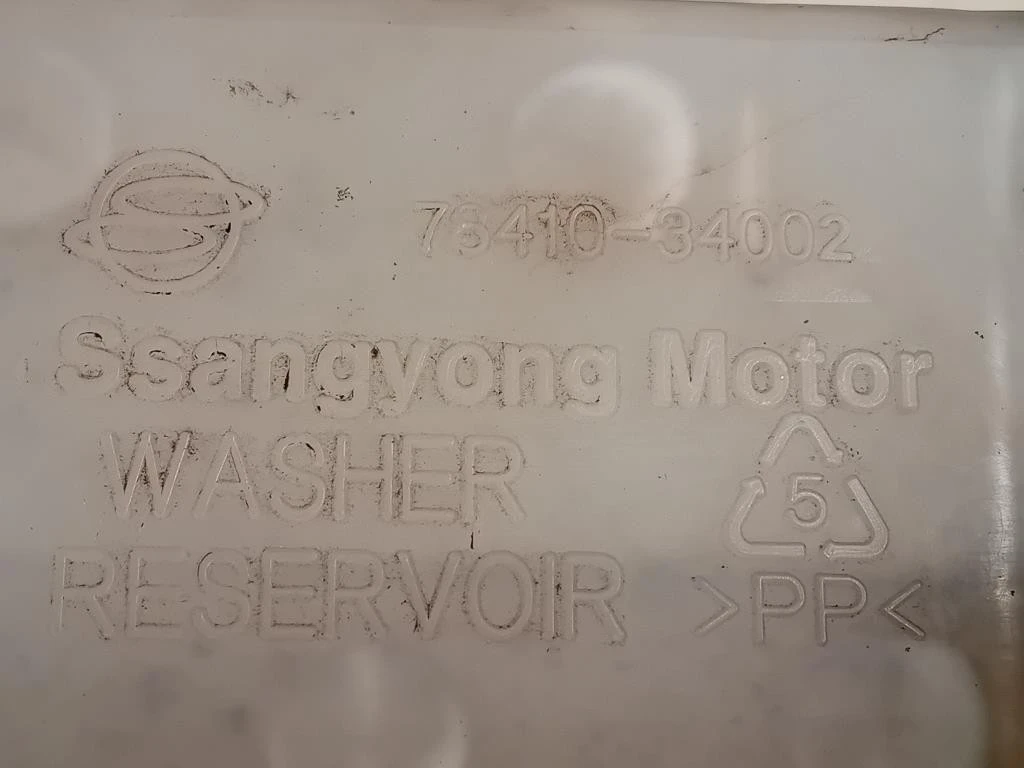 78410-34002
Ssangyong Motor
WASHER
RESERVOIR
5
>PP<